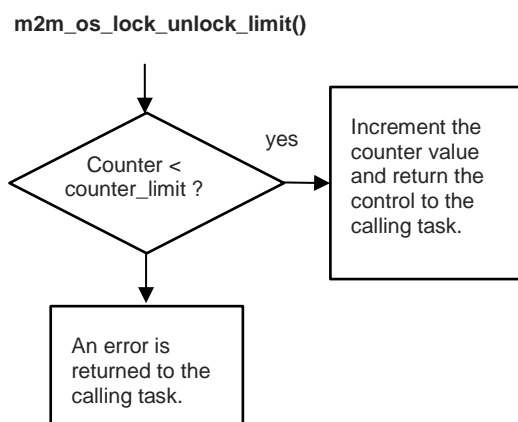 m2m_os_lock_unlock_limit()
Counter <
counter_limit ?
yes
Increment the
counter value
and return the
control to the
calling task.
An error is
returned to the
calling task.